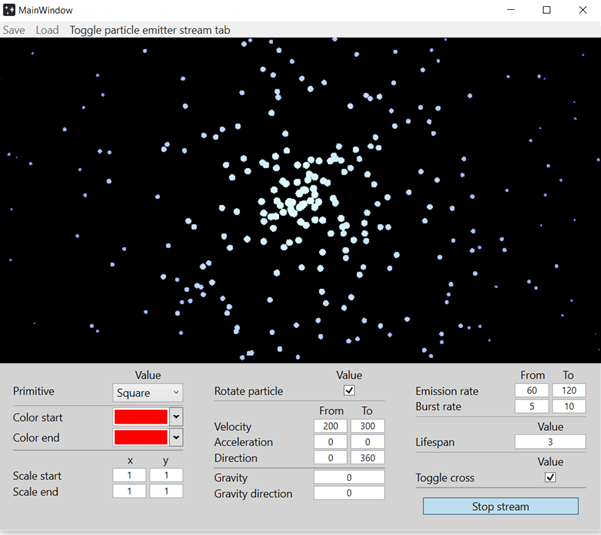 MainWindow
Save Load Toggle particle emitter stream tab
Value
Primitive Square
Color start
Color end
x y
Scale start 1 1
Scale end 1 1
Value
Rotate particle
From To
Velocity 200 300
Acceleration 0 0
Direction 0 360
Gravity 0
Gravity direction 0
From To
Emission rate 60 120
Burst rate 5 10
Value
Lifespan 3
Value
Toggle cross
Stop stream